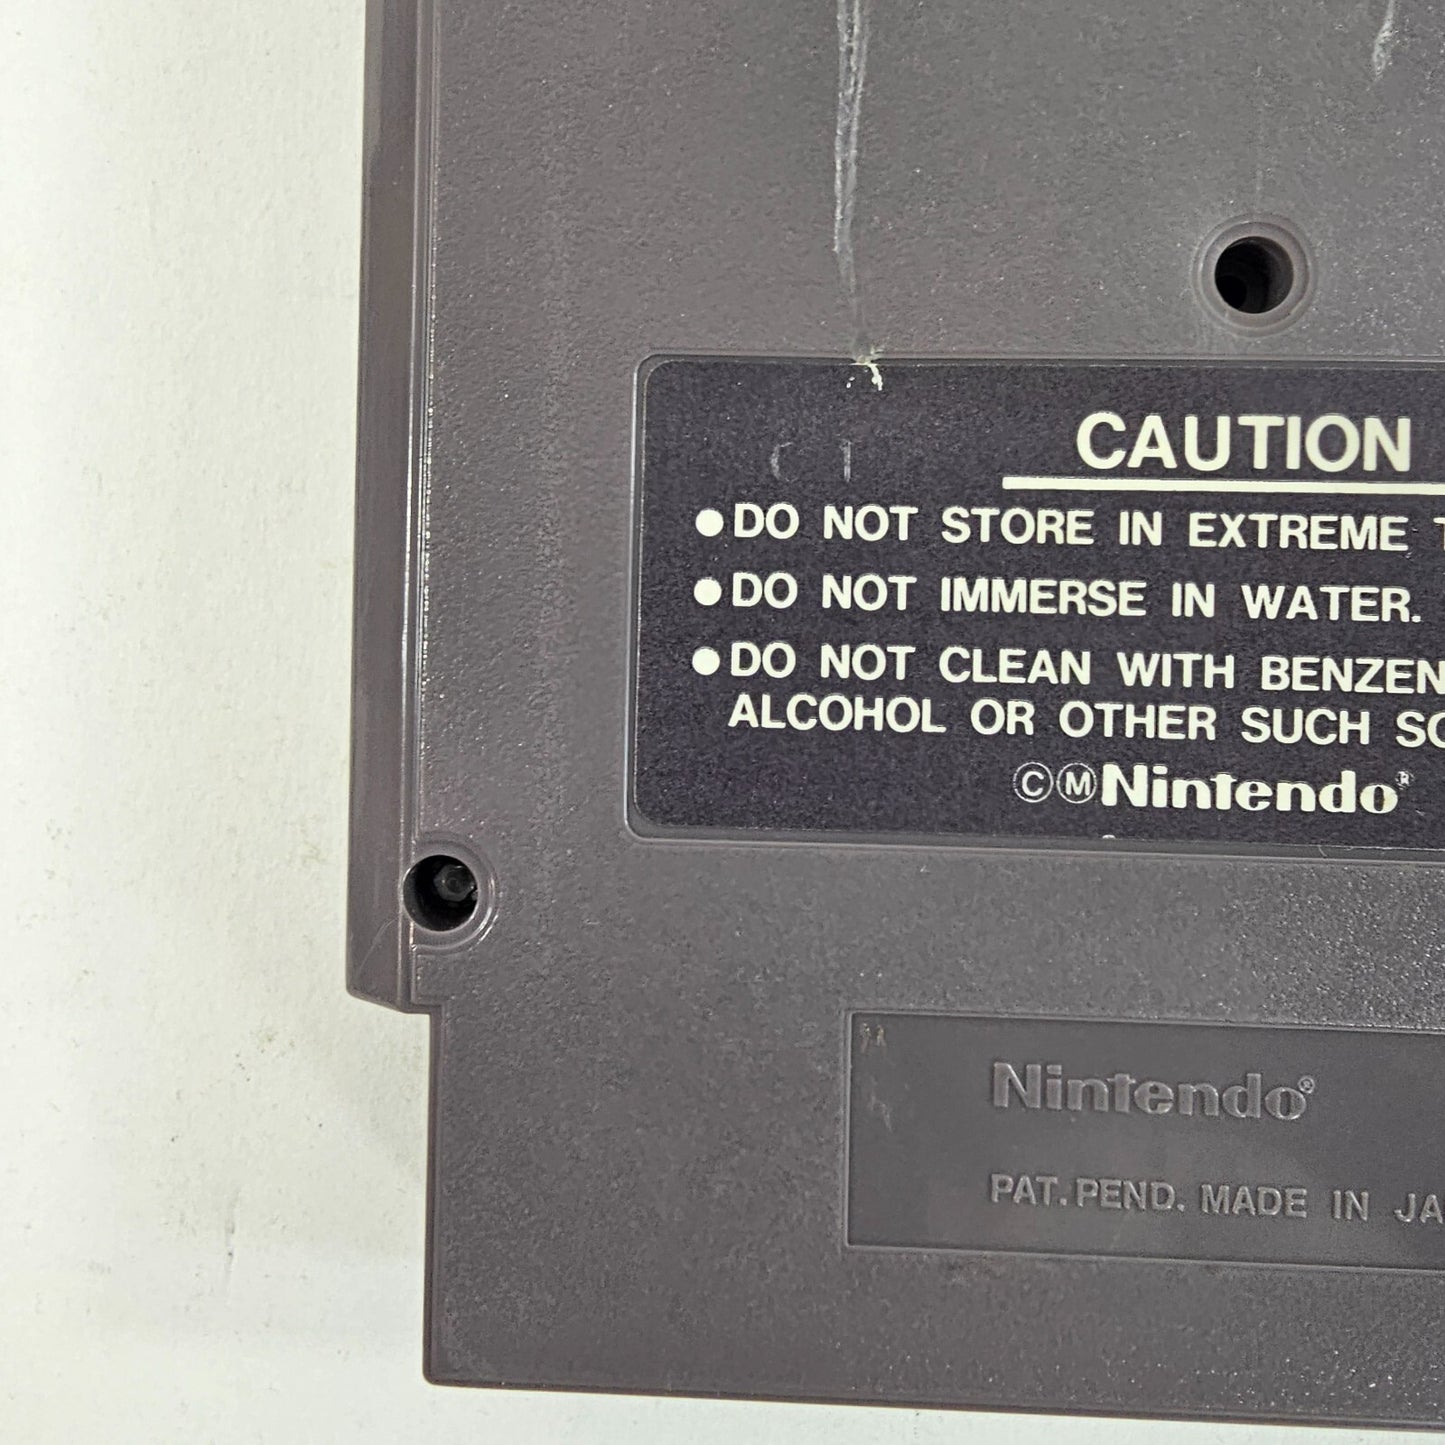 CAUTION
●DO NOT STORE IN EXTREME
●DO NOT IMMERSE IN WATER.
●DO NOT CLEAN WITH
ALCOHOL OR OTHER SUCH
©ⓂNintendo®
Nintendo®
PAT.PEND. MADE IN